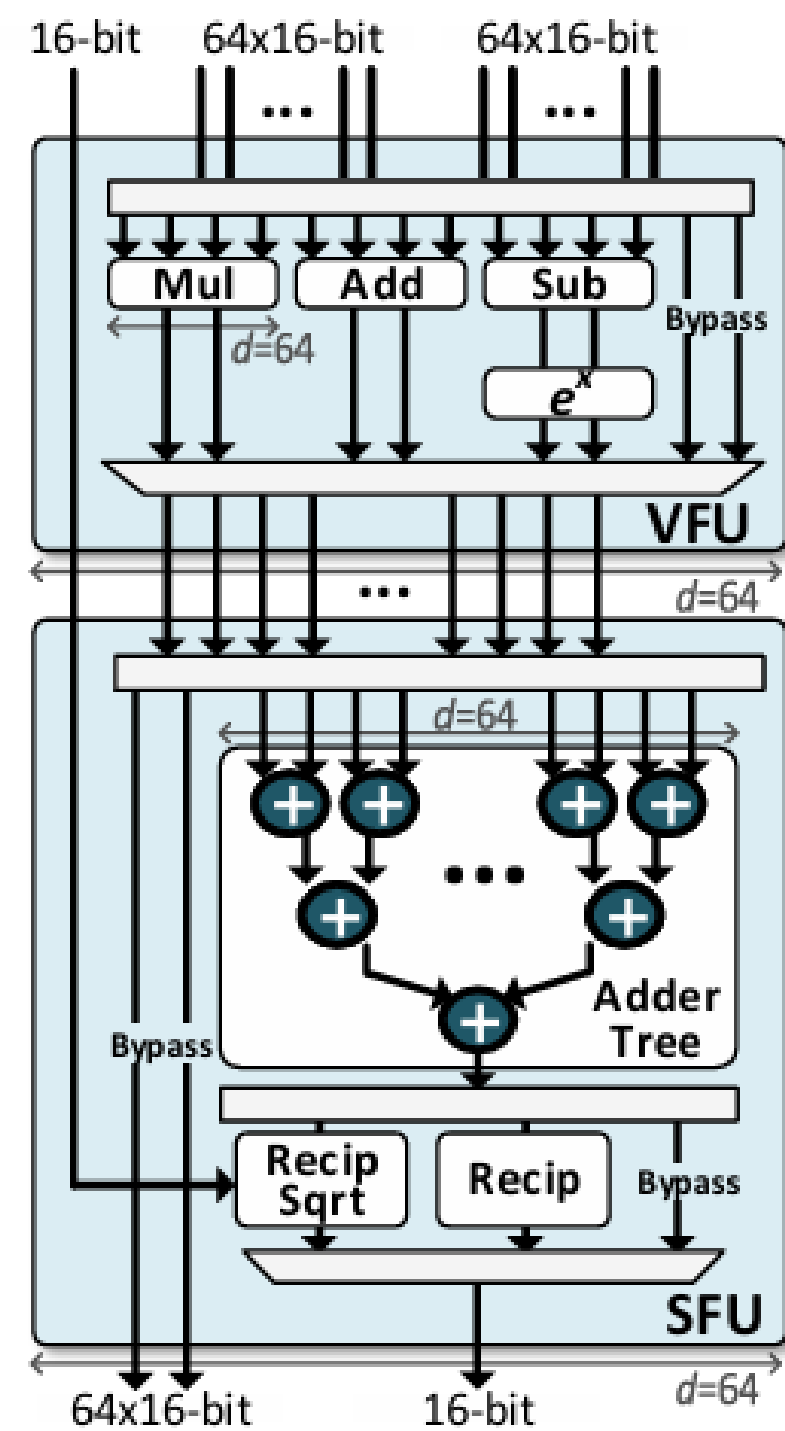 16-bit 64x16-bit 64x16-bit
... ...
Mul Add Sub
Bypass
d=64
e^x
VFU
... d=64
d=64
+ + + +
...
+ +
+
Adder
Tree
Bypass
Recip
Sqrt
Recip
Bypass
SFU
d=64
64x16-bit 16-bit